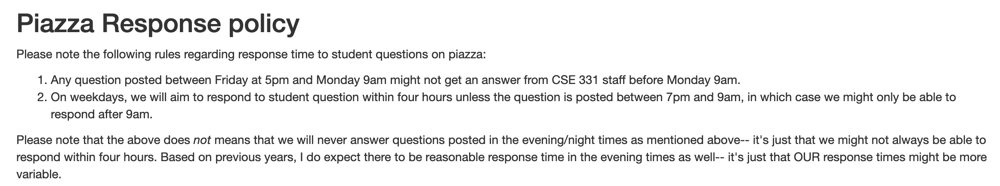 Piazza Response policy
Please note the following rules regarding response time to student questions on piazza:
1. Any question posted between Friday at 5pm and Monday 9am might not get an answer from CSE 331 staff before Monday 9am.
2. On weekdays, we will aim to respond to student question within four hours unless the question is posted between 7pm and 9am, in which case we might only be able to
respond after 9am.
Please note that the above does not means that we will never answer questions posted in the evening/night times as mentioned above-- it's just that we might not always be able to
respond within four hours. Based on previous years, I do expect there to be reasonable response time in the evening times as well-- it's just that OUR response times might be more
variable.